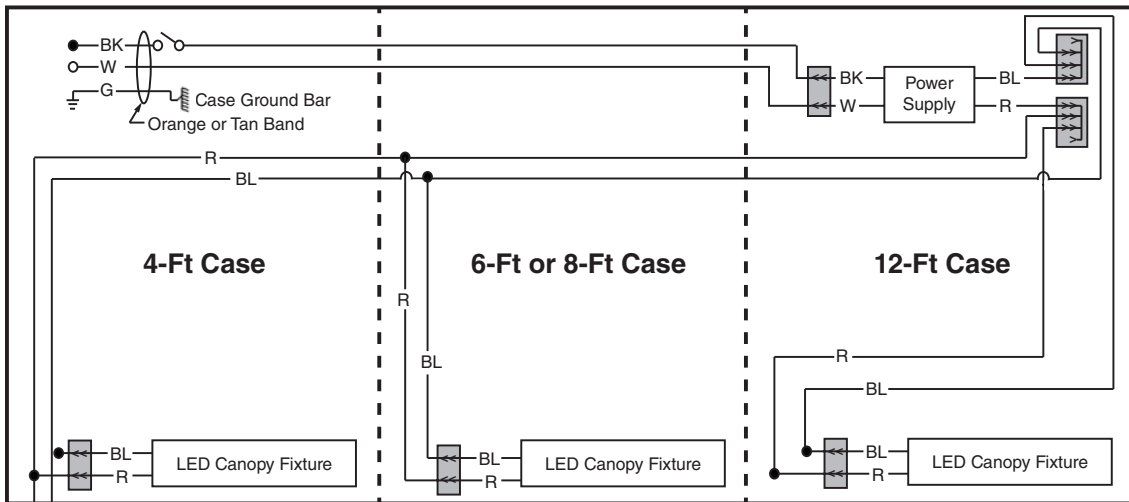 BK
W
G
Case Ground Bar
Orange or Tan Band
BK
W
Power
Supply
BL
R
R
BL
4-Ft Case
6-Ft or 8-Ft Case
12-Ft Case
R
BL
R
BL
BL
R
LED Canopy Fixture
BL
R
LED Canopy Fixture
BL
R
LED Canopy Fixture